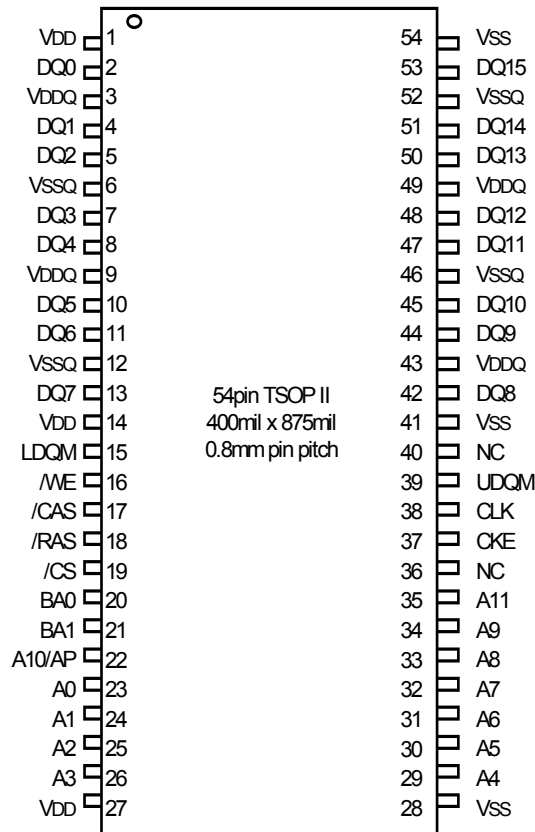 VDD 1 54 VSS
DQ0 2 53 DQ15
VDDQ 3 52 VSSQ
DQ1 4 51 DQ14
DQ2 5 50 DQ13
VSSQ 6 49 VDDQ
DQ3 7 48 DQ12
DQ4 8 47 DQ11
VDDQ 9 46 VSSQ
DQ5 10 45 DQ10
DQ6 11 44 DQ9
VSSQ 12 43 VDDQ
DQ7 13 54pin TSOP II 42 DQ8
VDD 14 400mil x 875mil 41 VSS
LDQM 15 0.8mm pin pitch 40 NC
/WE 16 39 UDQM
/CAS 17 38 CLK
/RAS 18 37 CKE
/CS 19 36 NC
BA0 20 35 A11
BA1 21 34 A9
A10/AP 22 33 A8
A0 23 32 A7
A1 24 31 A6
A2 25 30 A5
A3 26 29 A4
VDD 27 28 VSS